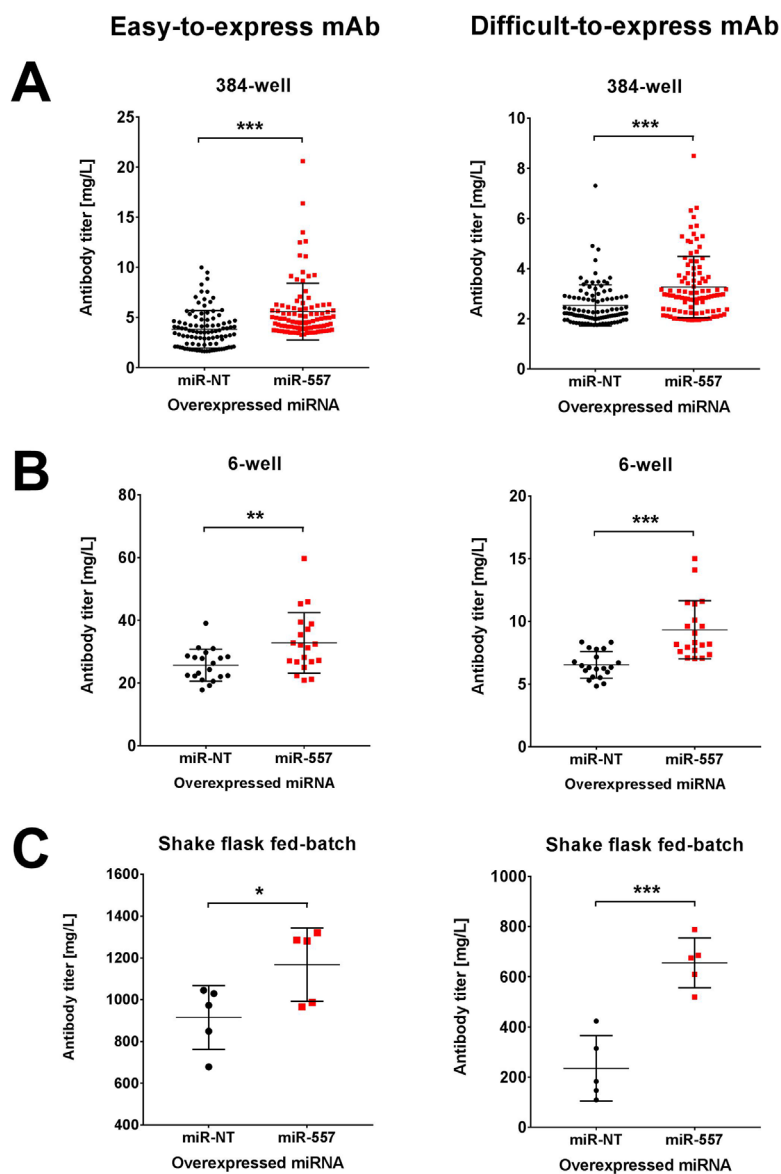 Easy-to-express mAb
Difficult-to-express mAb
A
384-well
Antibody titer [mg/L]
25
20
15
10
5
0
***
miR-NT
miR-557
Overexpressed miRNA
384-well
Antibody titer [mg/L]
10
8
6
4
2
0
***
miR-NT
miR-557
Overexpressed miRNA
B
6-well
Antibody titer [mg/L]
80
60
40
20
0
**
miR-NT
miR-557
Overexpressed miRNA
6-well
Antibody titer [mg/L]
20
15
10
5
0
***
miR-NT
miR-557
Overexpressed miRNA
C
Shake flask fed-batch
Antibody titer [mg/L]
1600
1400
1200
1000
800
600
400
*
miR-NT
miR-557
Overexpressed miRNA
Shake flask fed-batch
Antibody titer [mg/L]
1000
800
600
400
200
0
***
miR-NT
miR-557
Overexpressed miRNA